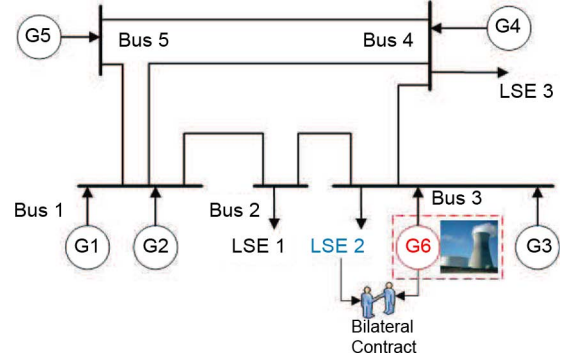 G5
Bus 5
Bus 4
G4
LSE 3
Bus 1
Bus 2
Bus 3
G1
G2
LSE 1
LSE 2
G6
G3
Bilateral
Contract